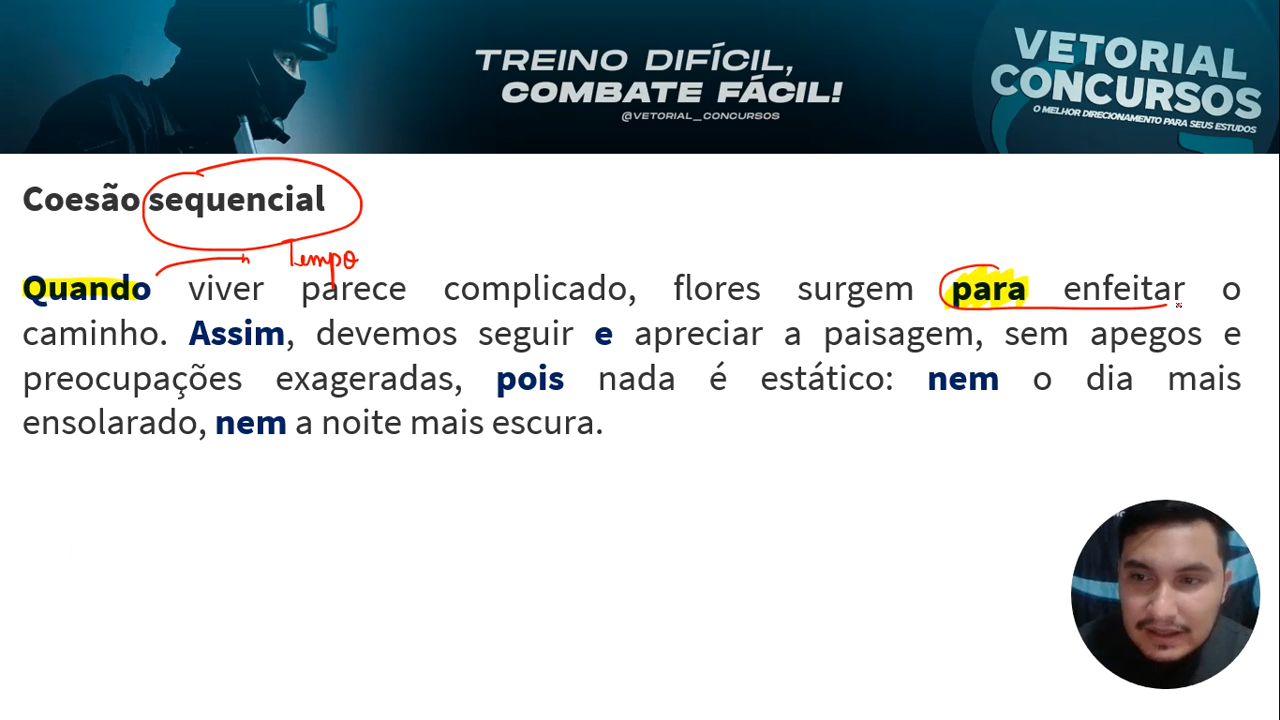 TREINO DIFÍCIL,
COMBATE FÁCIL!
@VETORIAL_CONCURSOS
VETORIAL
CONCURSOS
O MELHOR DIRECIONAMENTO PARA SEUS ESTUDOS
Coesão sequencial
Tempo
Quando viver parece complicado, flores surgem para enfeitar o
caminho. Assim, devemos seguir e apreciar a paisagem, sem apegos e
preocupações exageradas, pois nada é estático: nem o dia mais
ensolarado, nem a noite mais escura.